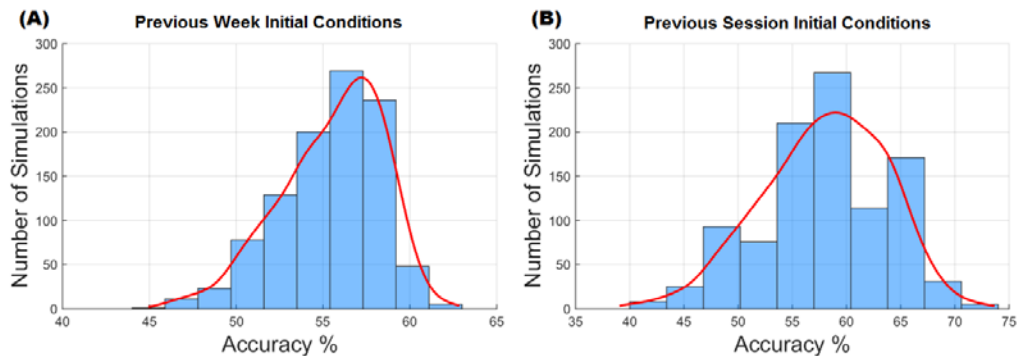 (A)
Previous Week Initial Conditions
300
250
200
150
100
50
0
Number of Simulations
40 45 50 55 60 65
Accuracy %
(B)
Previous Session Initial Conditions
300
250
200
150
100
50
0
Number of Simulations
35 40 45 50 55 60 65 70 75
Accuracy %